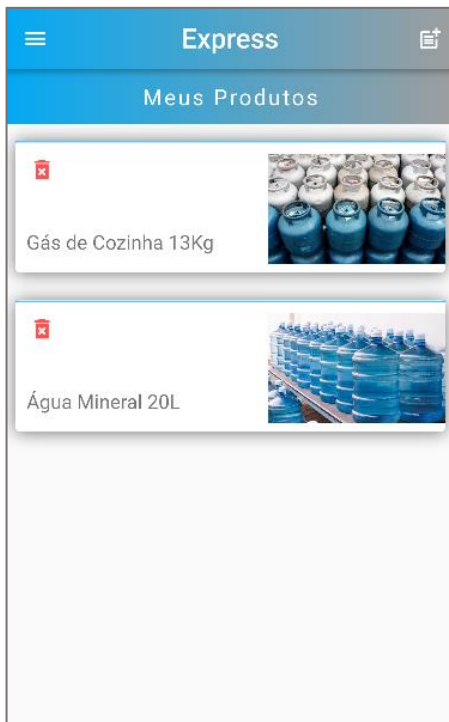 Express
Meus Produtos
Gás de Cozinha 13Kg
Água Mineral 20L